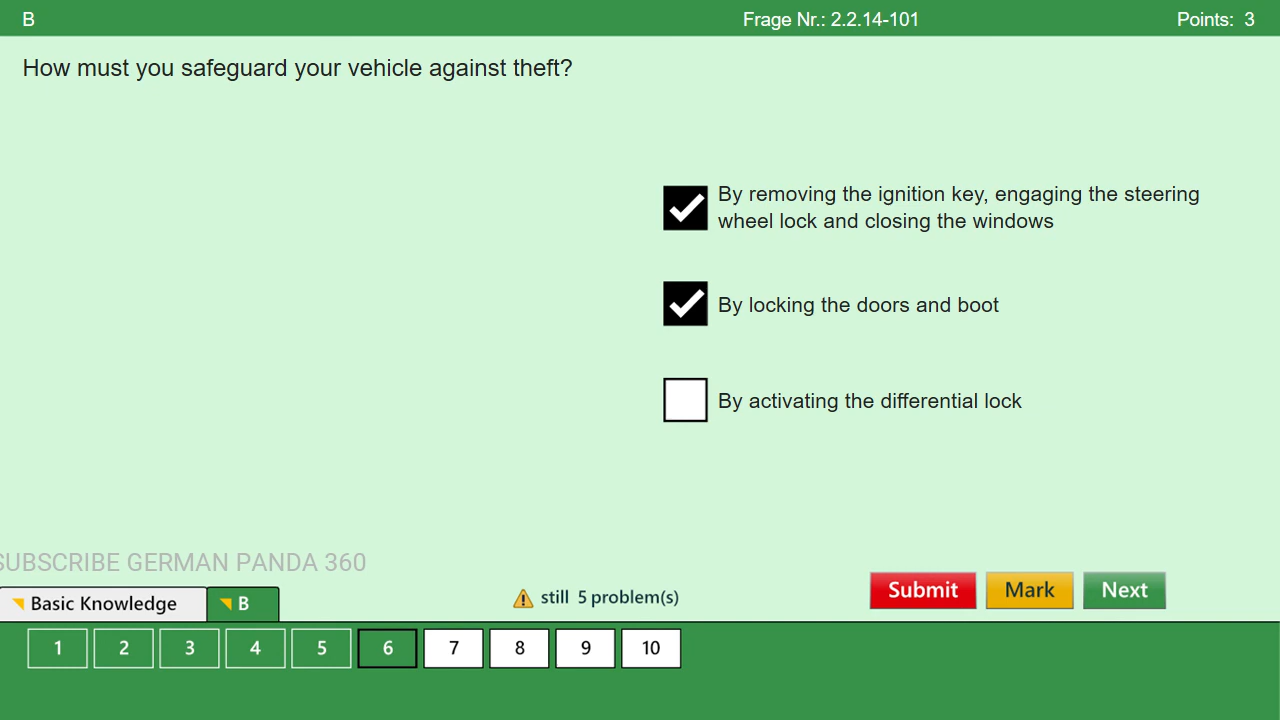 B
Frage Nr.: 2.2.14-101
Points: 3
How must you safeguard your vehicle against theft?
By removing the ignition key, engaging the steering
wheel lock and closing the windows
By locking the doors and boot
By activating the differential lock
SUBSCRIBE GERMAN PANDA 360
Basic Knowledge
B
still 5 problem(s)
Submit
Mark
Next
1 2 3 4 5 6 7 8 9 10